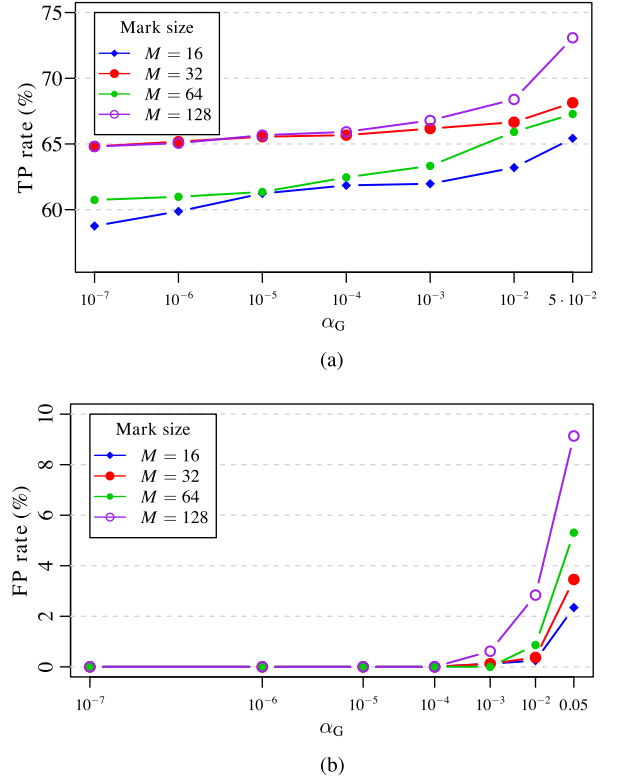 75
70
65
60
TP rate (%)
Mark size
M = 16
M = 32
M = 64
M = 128
10⁻⁷ 10⁻⁶ 10⁻⁵ 10⁻⁴ 10⁻³ 10⁻² 5 · 10⁻²
α_G
(a)
10
8
6
4
2
0
FP rate (%)
Mark size
M = 16
M = 32
M = 64
M = 128
10⁻⁷ 10⁻⁶ 10⁻⁵ 10⁻⁴ 10⁻³ 10⁻² 0.05
α_G
(b)